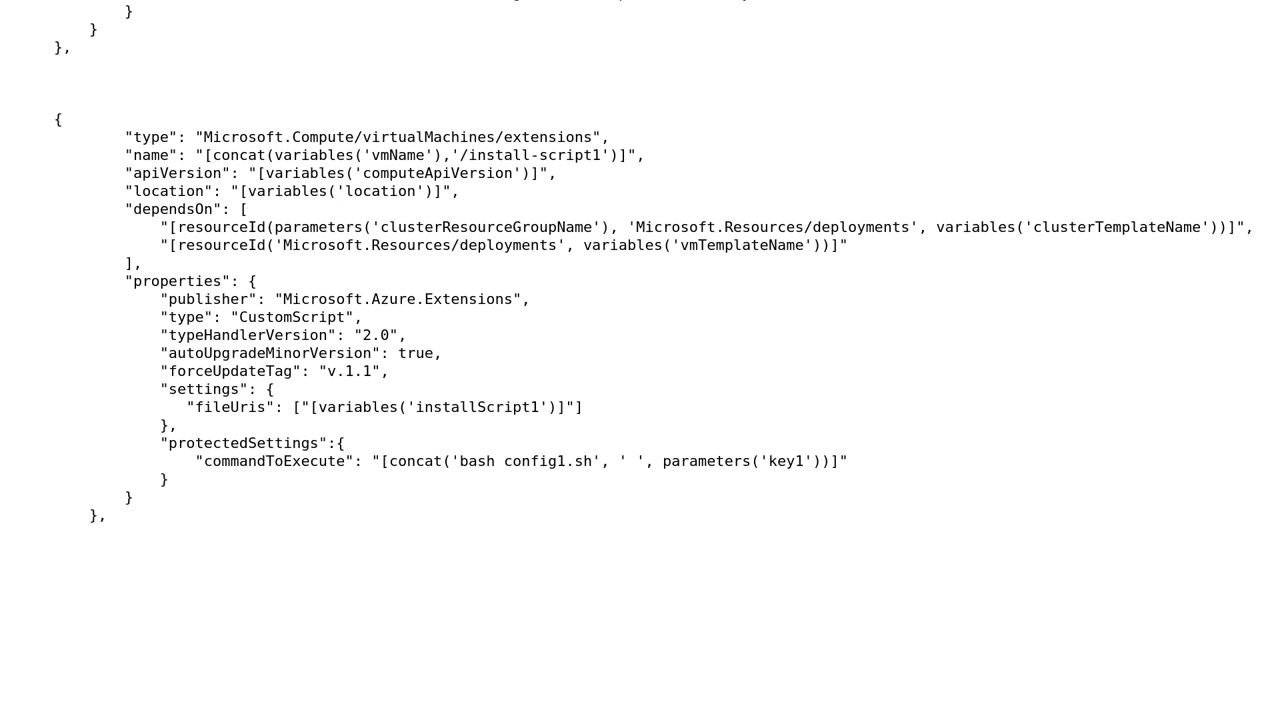 }
        }
    },
    {
            "type": "Microsoft.Compute/virtualMachines/extensions",
            "name": "[concat(variables('vmName'),'/install-script1')]",
            "apiVersion": "[variables('computeApiVersion')]",
            "location": "[variables('location')]",
            "dependsOn": [
                "[resourceId(parameters('clusterResourceGroupName'), 'Microsoft.Resources/deployments', variables('clusterTemplateName'))]",
                "[resourceId('Microsoft.Resources/deployments', variables('vmTemplateName'))]"
            ],
            "properties": {
                "publisher": "Microsoft.Azure.Extensions",
                "type": "CustomScript",
                "typeHandlerVersion": "2.0",
                "autoUpgradeMinorVersion": true,
                "forceUpdateTag": "v.1.1",
                "settings": {
                   "fileUris": ["[variables('installScript1')]"]
                },
                "protectedSettings":{
                    "commandToExecute": "[concat('bash config1.sh', ' ', parameters('key1'))]"
                }
            }
        },